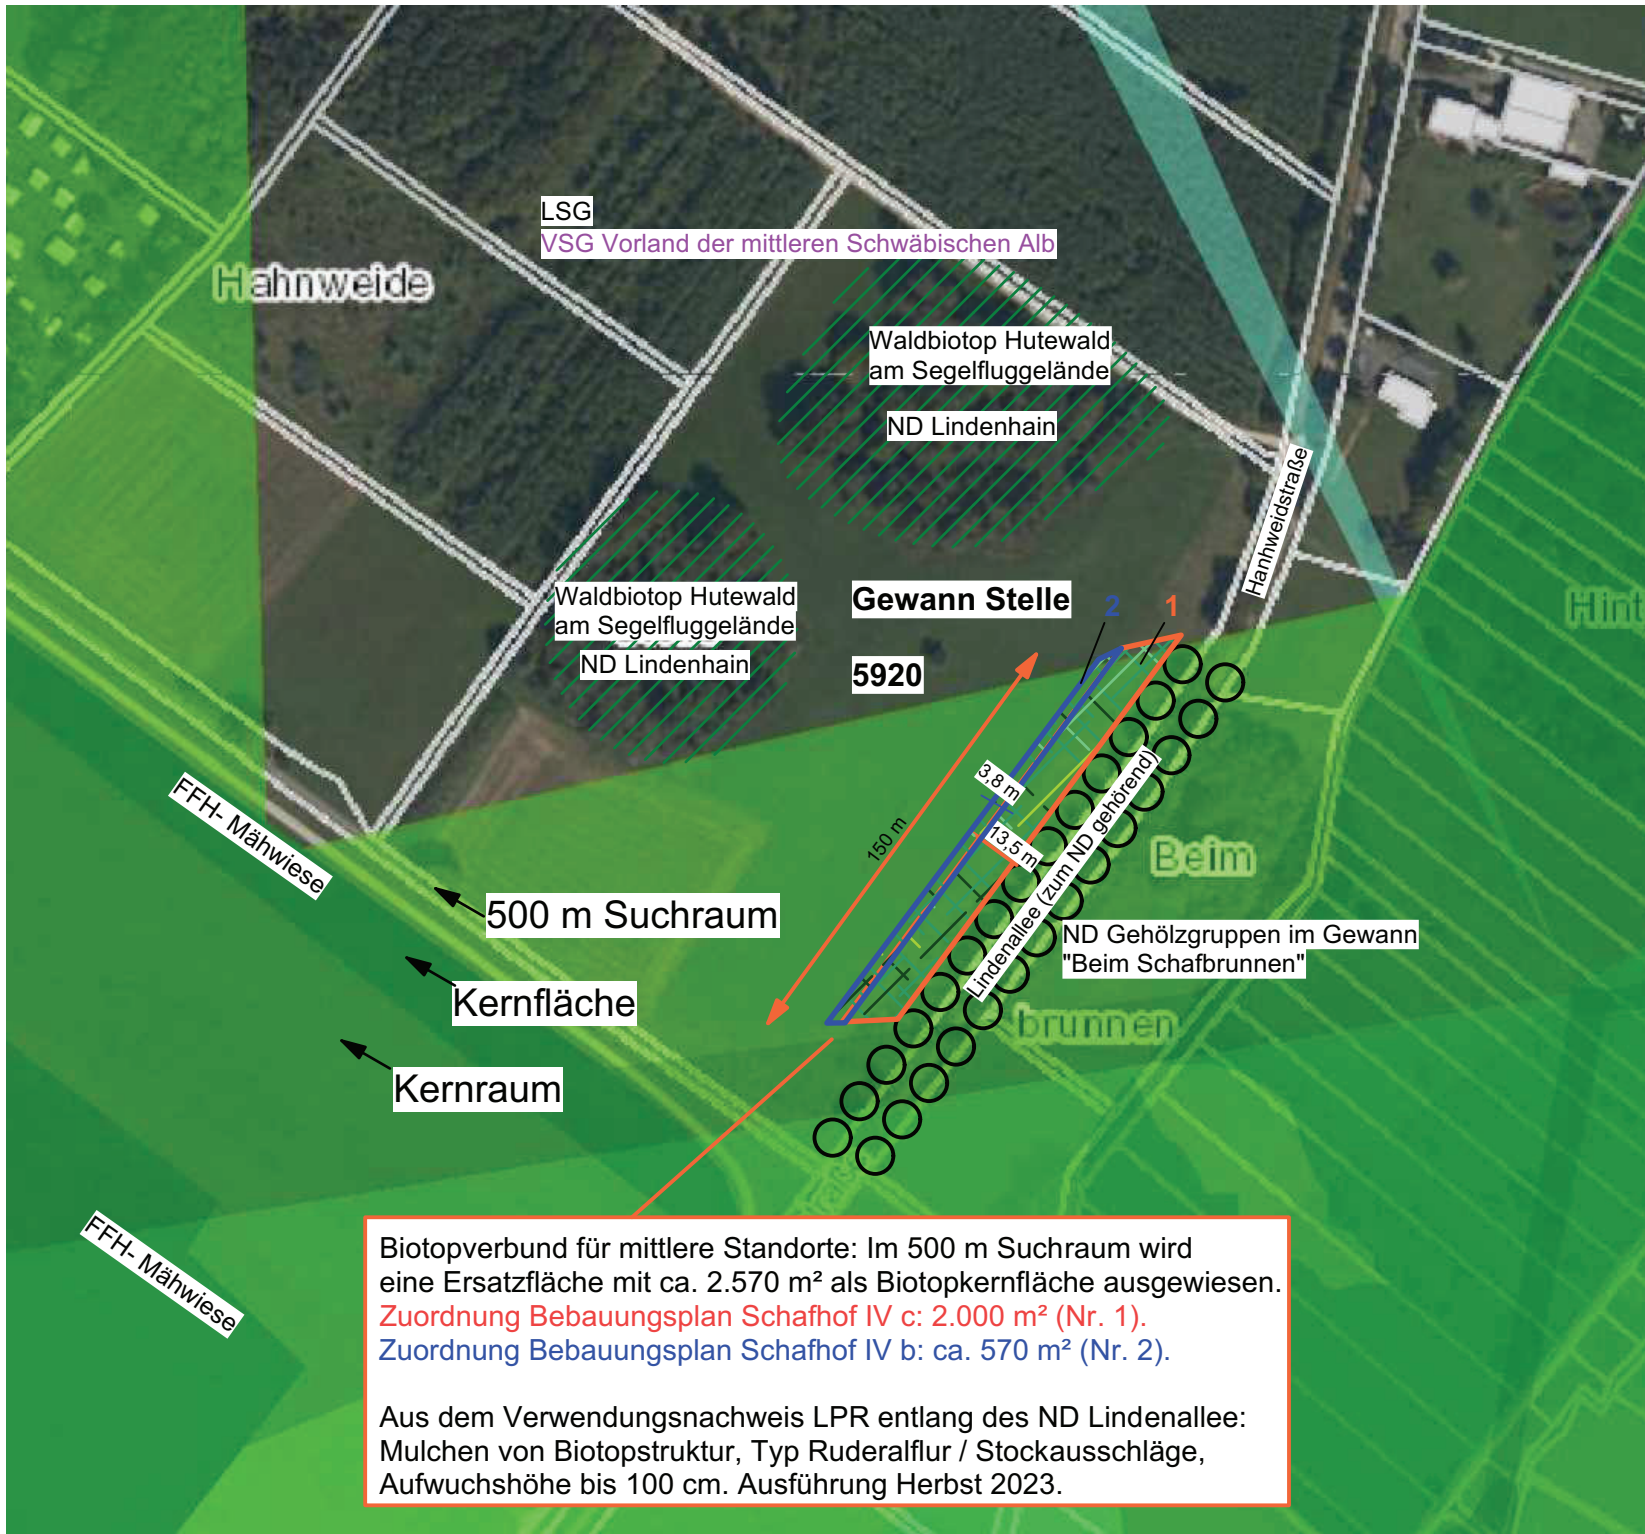 LSG
VSG Vorland der mittleren Schwäbischen Alb
Hahnweide
Waldbiotop Hutewald
am Segelfluggelände
ND Lindenhain
Hanhweidstraße
Waldbiotop Hutewald
am Segelfluggelände
ND Lindenhain
Gewann Stelle
2
1
Hint
5920
3,8 m
150 m
13,5 m
Lindenallee (zum ND gehörend)
Beim
FFH- Mähwiese
500 m Suchraum
ND Gehölzgruppen im Gewann
"Beim Schafbrunnen"
Kernfläche
brunnen
Kernraum
FFH- Mähwiese
Biotopverbund für mittlere Standorte: Im 500 m Suchraum wird
eine Ersatzfläche mit ca. 2.570 m² als Biotopkernfläche ausgewiesen.
Zuordnung Bebauungsplan Schafhof IV c: 2.000 m² (Nr. 1).
Zuordnung Bebauungsplan Schafhof IV b: ca. 570 m² (Nr. 2).
Aus dem Verwendungsnachweis LPR entlang des ND Lindenallee:
Mulchen von Biotopstruktur, Typ Ruderalflur / Stockausschläge,
Aufwuchshöhe bis 100 cm. Ausführung Herbst 2023.